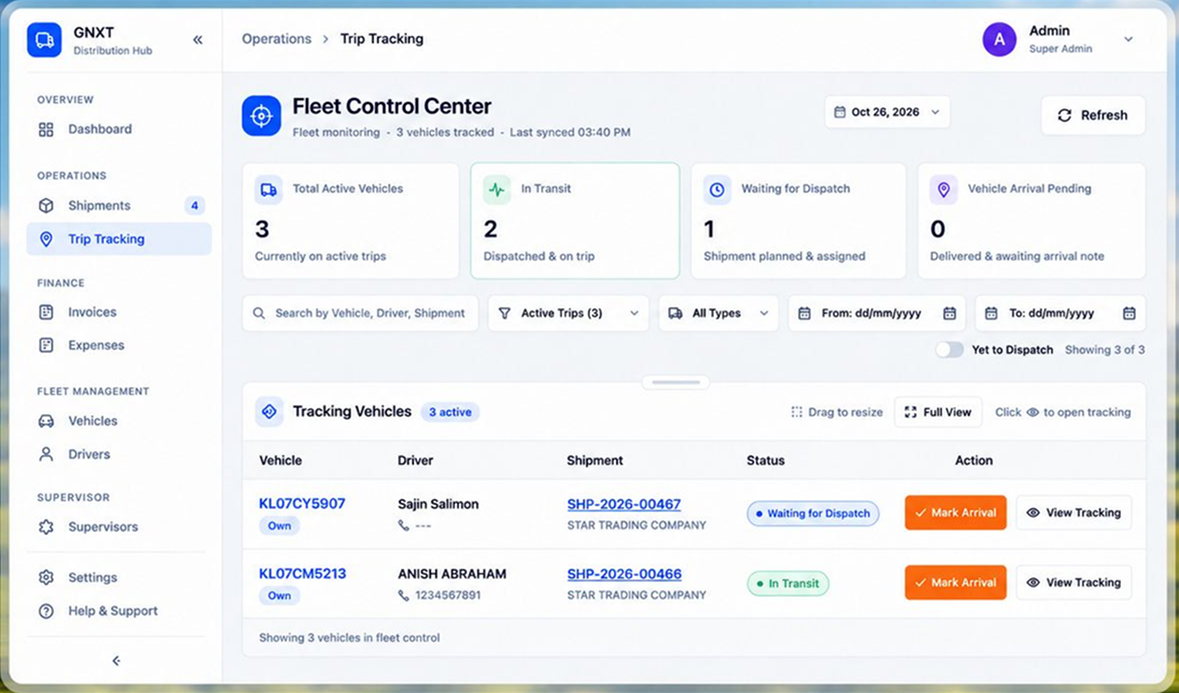 GNXT
Distribution Hub
Operations > Trip Tracking
A
Admin
Super Admin
OVERVIEW
Dashboard
OPERATIONS
Shipments 4
Trip Tracking
FINANCE
Invoices
Expenses
FLEET MANAGEMENT
Vehicles
Drivers
SUPERVISOR
Supervisors
Settings
Help & Support
Fleet Control Center
Fleet monitoring - 3 vehicles tracked - Last synced 03:40 PM
Oct 26, 2026
Refresh
Total Active Vehicles
3
Currently on active trips
In Transit
2
Dispatched & on trip
Waiting for Dispatch
1
Shipment planned & assigned
Vehicle Arrival Pending
0
Delivered & awaiting arrival note
Search by Vehicle, Driver, Shipment
Active Trips (3)
All Types
From: dd/mm/yyyy
To: dd/mm/yyyy
Yet to Dispatch Showing 3 of 3
Tracking Vehicles 3 active
Drag to resize
Full View
Click to open tracking
Vehicle Driver Shipment Status Action
KL07CY5907 Sajin Salimon SHP-2026-00467 Waiting for Dispatch Mark Arrival View Tracking
Own --- STAR TRADING COMPANY
KL07CM5213 ANISH ABRAHAM SHP-2026-00466 In Transit Mark Arrival View Tracking
Own 1234567891 STAR TRADING COMPANY
Showing 3 vehicles in fleet control